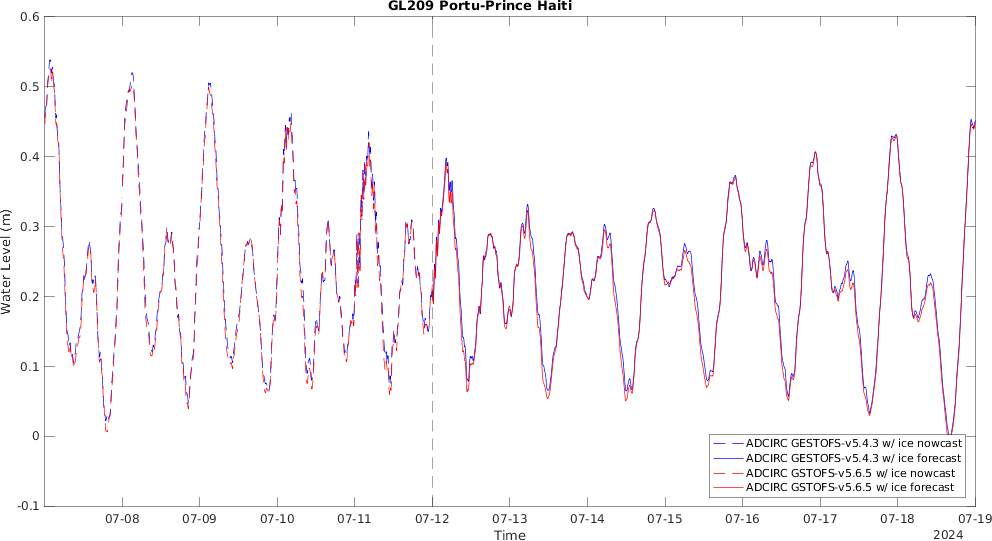 GL209 Portu-Prince Haiti
0.6
0.5
0.4
0.3
0.2
0.1
0
-0.1
Water Level (m)
ADCIRC GESTOFS-v5.4.3 w/ ice nowcast
ADCIRC GESTOFS-v5.4.3 w/ ice forecast
ADCIRC GSTOFS-v5.6.5 w/ ice nowcast
ADCIRC GSTOFS-v5.6.5 w/ ice forecast
07-08 07-09 07-10 07-11 07-12 07-13 07-14 07-15 07-16 07-17 07-18 07-19
Time
2024